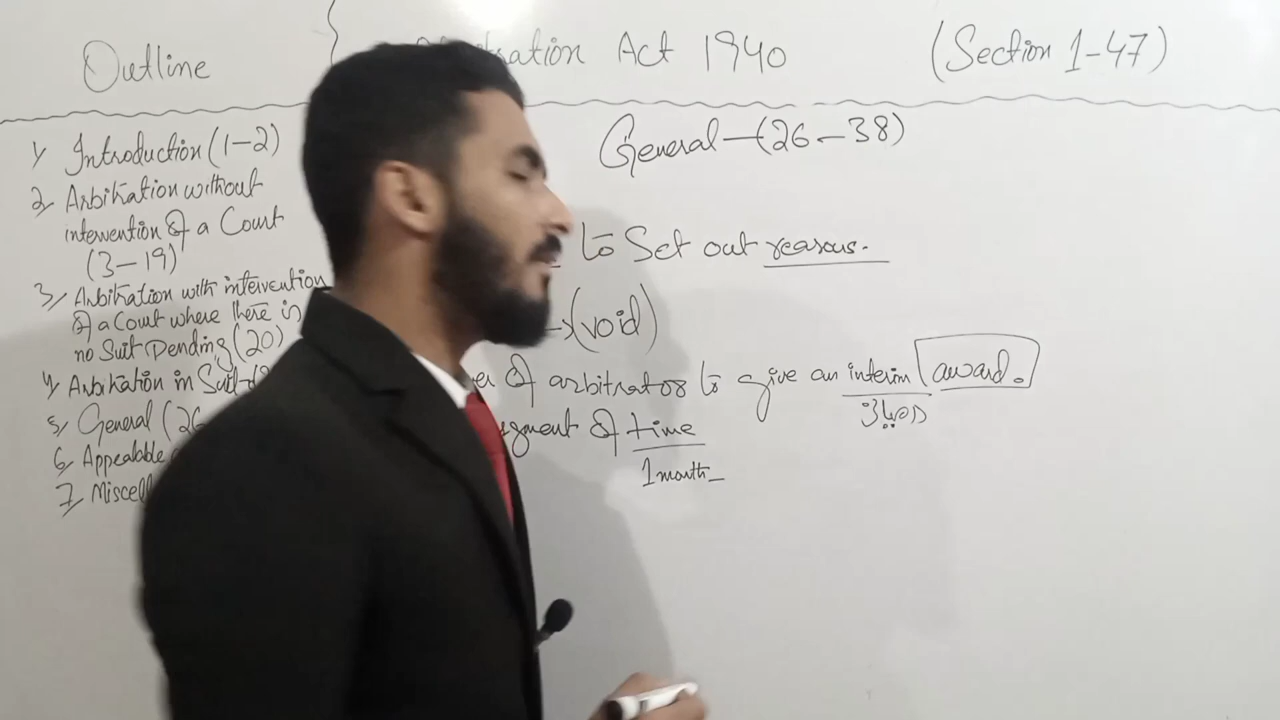 Outline
Act 1940
(Section 1-47)
General-(26-38)
1, Introduction (1-2)
2, Arbitration without
intervention of a Court
(3-19)
3, Arbitration with intervention
of a Court where there is
no Suit pending (20)
4, Arbitration in Suit
5, General (26
6, Appealable
7,
to Set out reasons.
→(void)
of arbitrator to give an interim award.
of time
1 month